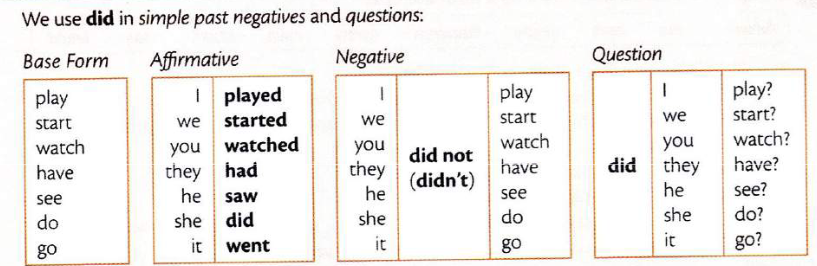 We use did in simple past negatives and questions:
Base Form Affirmative Negative Question
play I played I play I play?
start we started we start we start?
watch you watched you watch you watch?
have they had they did not have did they have?
see he saw he (didn't) see he see?
do she did she do she do?
go it went it go it go?